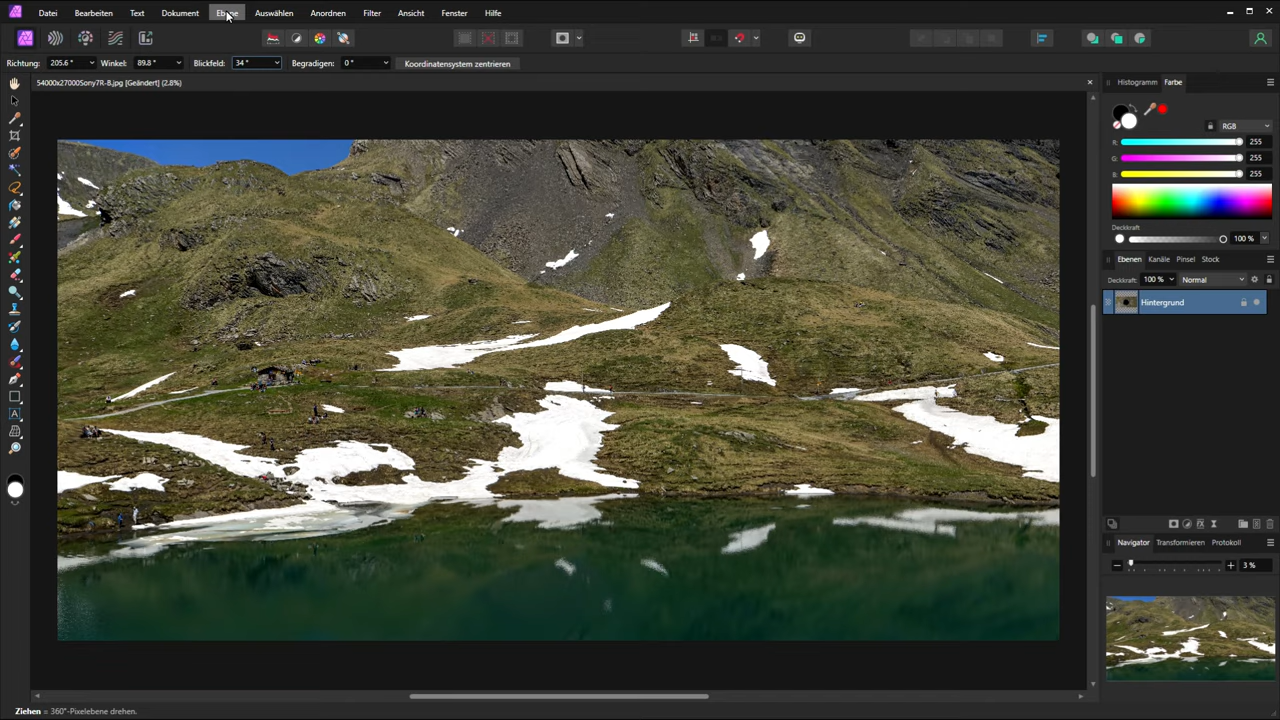 Datei Bearbeiten Text Dokument Ebene Auswählen Anordnen Filter Ansicht Fenster Hilfe
Richtung: 205.6 ° Winkel: 89.8 ° Blickfeld: 34 ° Begradigen: 0 ° Koordinatensystem zentrieren
54000x27000Sony7R-B.jpg [Geändert] (2.8%)
Histogramm Farbe
RGB
R: 255
G: 255
B: 255
Deckkraft
100 %
Ebenen Kanäle Pinsel Stock
Deckkraft: 100 % Normal
Hintergrund
Navigator Transformieren Protokoll
3 %
Ziehen = 360°-Pixelebene drehen.